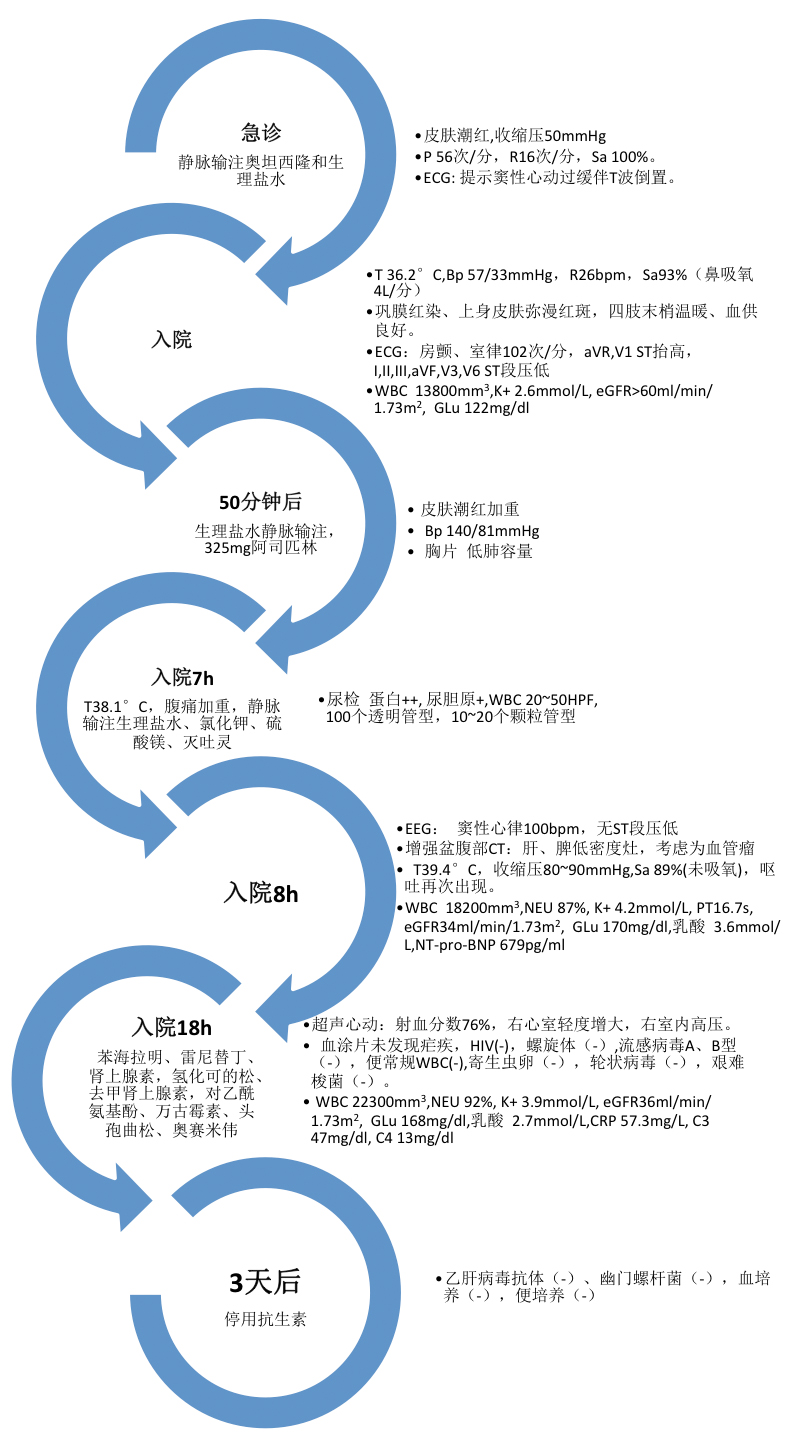 急诊
静脉输注奥坦西隆和生
理盐水
•皮肤潮红,收缩压50mmHg
•P 56次/分，R16次/分，Sa 100%。
•ECG: 提示窦性心动过缓伴T波倒置。
入院
•T 36.2°C,Bp 57/33mmHg，R26bpm，Sa93%（鼻吸氧
4L/分）
•巩膜红染、上身皮肤弥漫红斑，四肢末梢温暖、血供
良好。
•ECG：房颤、室律102次/分，aVR,V1 ST抬高，
I,II,III,aVF,V3,V6 ST段压低
•WBC 13800mm³,K+ 2.6mmol/L, eGFR>60ml/min/
1.73m², GLu 122mg/dl
50分钟后
生理盐水静脉输注，
325mg阿司匹林
• 皮肤潮红加重
• Bp 140/81mmHg
• 胸片 低肺容量
入院7h
T38.1°C，腹痛加重，静脉
输注生理盐水、氯化钾、硫
酸镁、灭吐灵
•尿检 蛋白++, 尿胆原+,WBC 20~50HPF,
100个透明管型，10~20个颗粒管型
入院8h
•EEG： 窦性心律100bpm，无ST段压低
•增强盆腹部CT：肝、脾低密度灶，考虑为血管瘤
• T39.4°C，收缩压80~90mmHg,Sa 89%(未吸氧)，呕
吐再次出现。
•WBC 18200mm³,NEU 87%, K+ 4.2mmol/L, PT16.7s,
eGFR34ml/min/1.73m², GLu 170mg/dl,乳酸 3.6mmol/
L,NT-pro-BNP 679pg/ml
入院18h
苯海拉明、雷尼替丁、
肾上腺素，氢化可的松、
去甲肾上腺素，对乙酰
氨基酚、万古霉素、头
孢曲松、奥赛米伟
•超声心动：射血分数76%，右心室轻度增大，右室内高压。
• 血涂片未发现疟疾，HIV(-)，螺旋体（-）,流感病毒A、B型
（-），便常规WBC(-),寄生虫卵（-），轮状病毒（-），艰难
梭菌（-）。
• WBC 22300mm³,NEU 92%, K+ 3.9mmol/L, eGFR36ml/min/
1.73m², GLu 168mg/dl,乳酸 2.7mmol/L,CRP 57.3mg/L, C3
47mg/dl, C4 13mg/dl
3天后
停用抗生素
•乙肝病毒抗体（-）、幽门螺杆菌（-），血培
养（-），便培养（-）